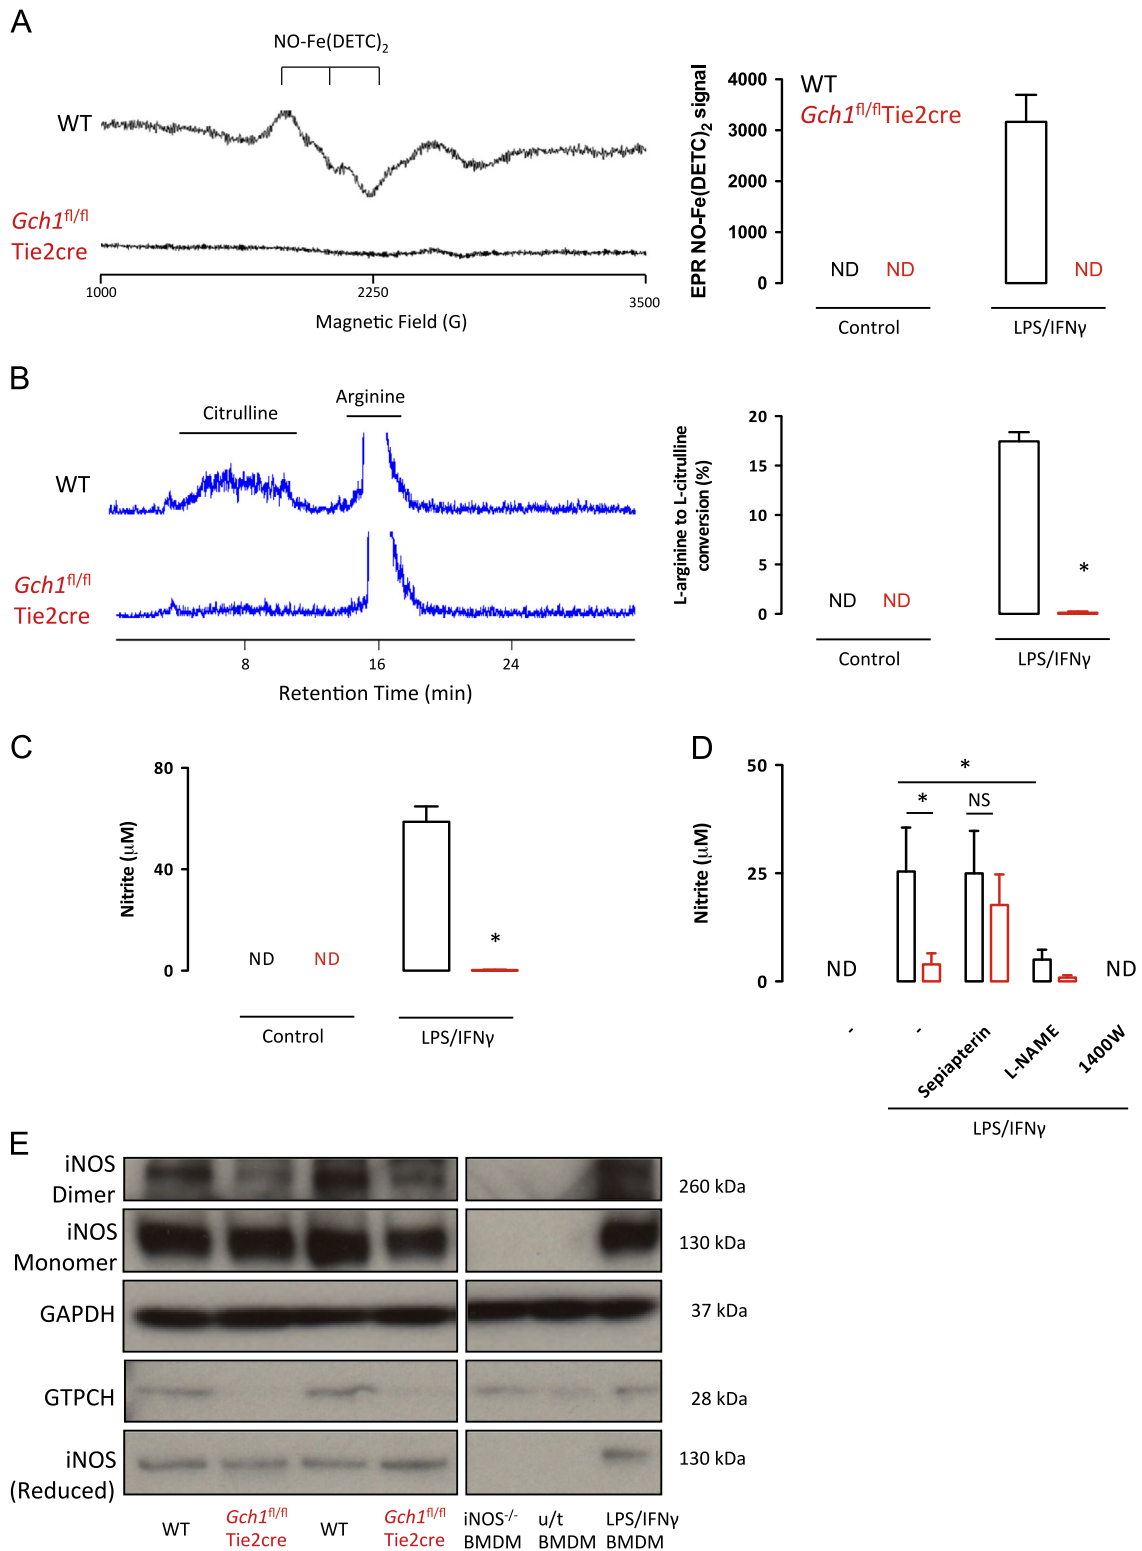 A
NO-Fe(DETC)2
WT
Gch1fl/fl
Tie2cre
1000
2250
3500
Magnetic Field (G)
EPR NO-Fe(DETC)2 signal
4000
3000
2000
1000
0
WT
Gch1fl/flTie2cre
ND
ND
ND
Control
LPS/IFNγ
B
Citrulline
Arginine
WT
Gch1fl/fl
Tie2cre
8
16
24
Retention Time (min)
L-arginine to L-citrulline
conversion (%)
20
15
10
5
0
ND
ND
*
Control
LPS/IFNγ
C
Nitrite (μM)
80
40
0
ND
ND
*
Control
LPS/IFNγ
D
Nitrite (μM)
50
25
0
*
*
NS
ND
ND
-
-
Sepiapterin
L-NAME
1400W
LPS/IFNγ
E
iNOS
Dimer
260 kDa
iNOS
Monomer
130 kDa
GAPDH
37 kDa
GTPCH
28 kDa
iNOS
(Reduced)
130 kDa
WT
Gch1fl/fl
Tie2cre
WT
Gch1fl/fl
Tie2cre
iNOS-/-
BMDM
u/t
BMDM
LPS/IFNγ
BMDM